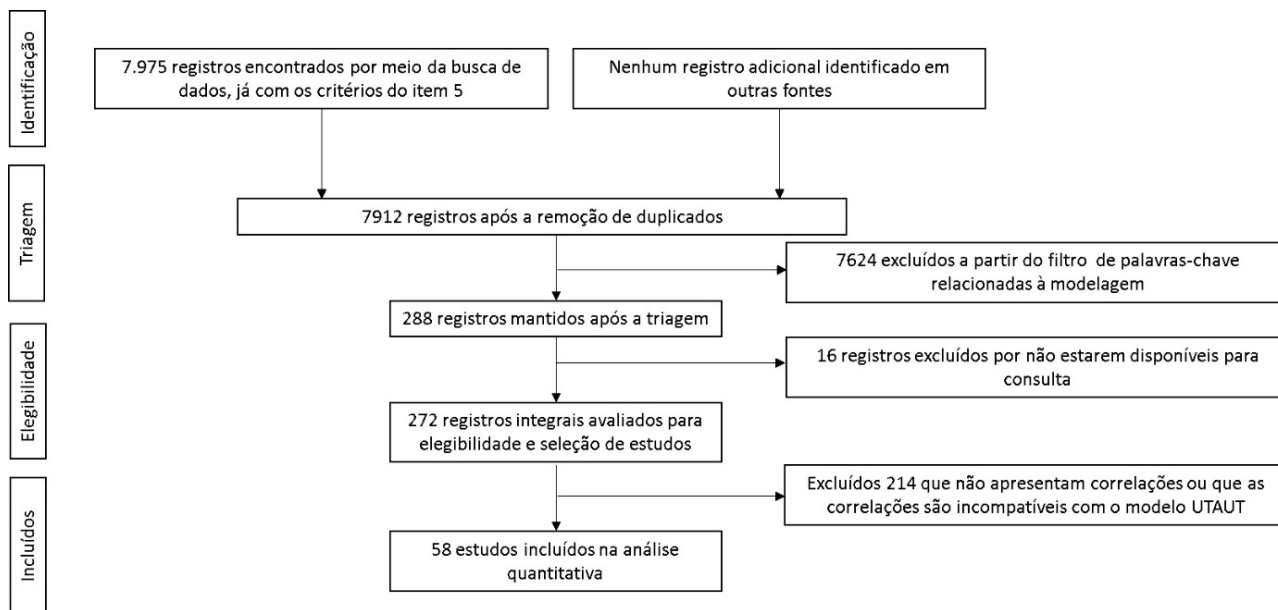 Identificação
7.975 registros encontrados por meio da busca de
dados, já com os critérios do item 5
Nenhum registro adicional identificado em
outras fontes
Triagem
7912 registros após a remoção de duplicados
7624 excluídos a partir do filtro de palavras-chave
relacionadas à modelagem
288 registros mantidos após a triagem
Elegibilidade
16 registros excluídos por não estarem disponíveis para
consulta
272 registros integrais avaliados para
elegibilidade e seleção de estudos
Incluídos
Excluídos 214 que não apresentam correlações ou que as
correlações são incompatíveis com o modelo UTAUT
58 estudos incluídos na análise
quantitativa